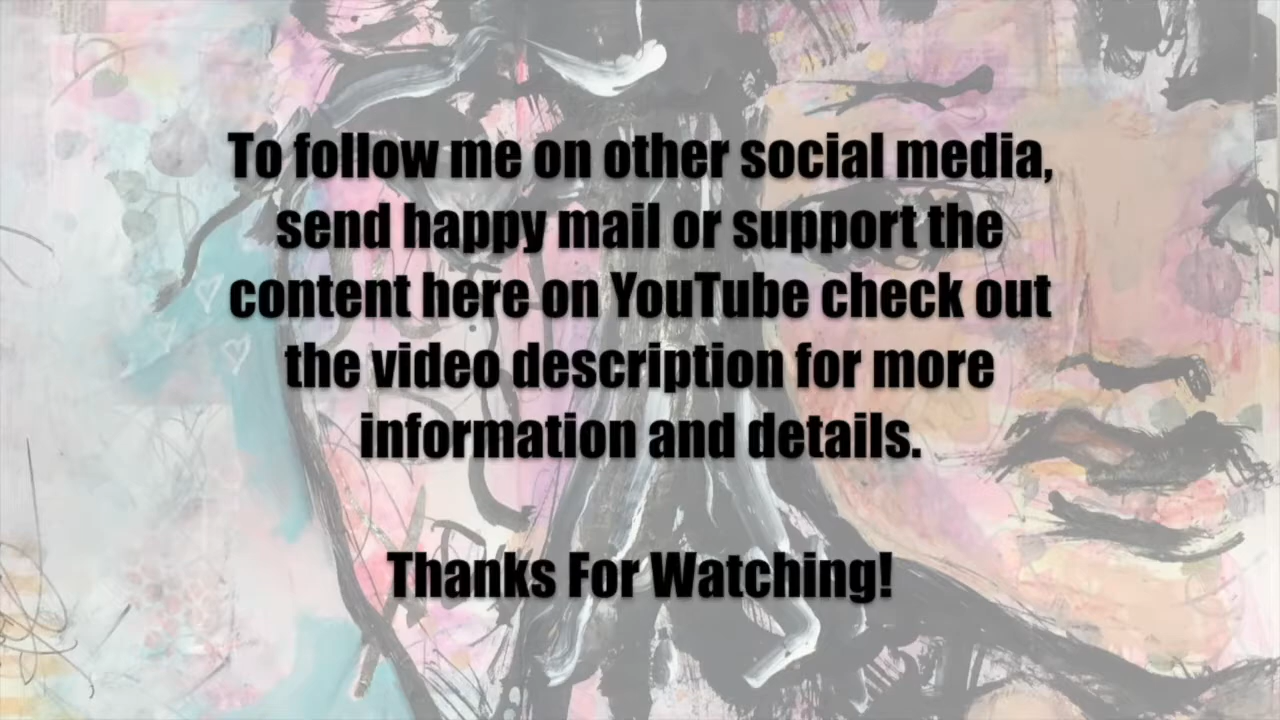 To follow me on other social media,
send happy mail or support the
content here on YouTube check out
the video description for more
information and details.
Thanks For Watching!